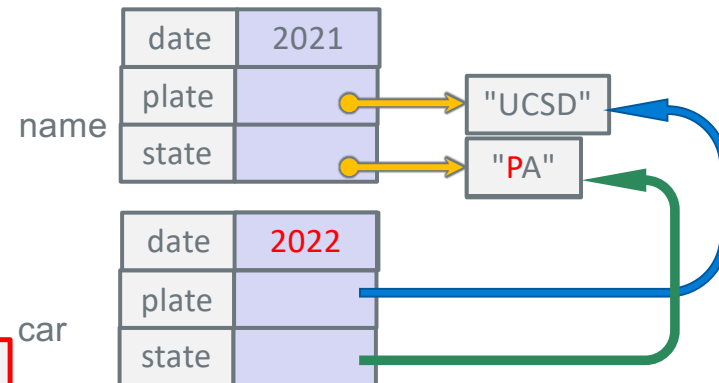 date 2021
plate "UCSD"
name
state "PA"
date 2022
plate
car
state